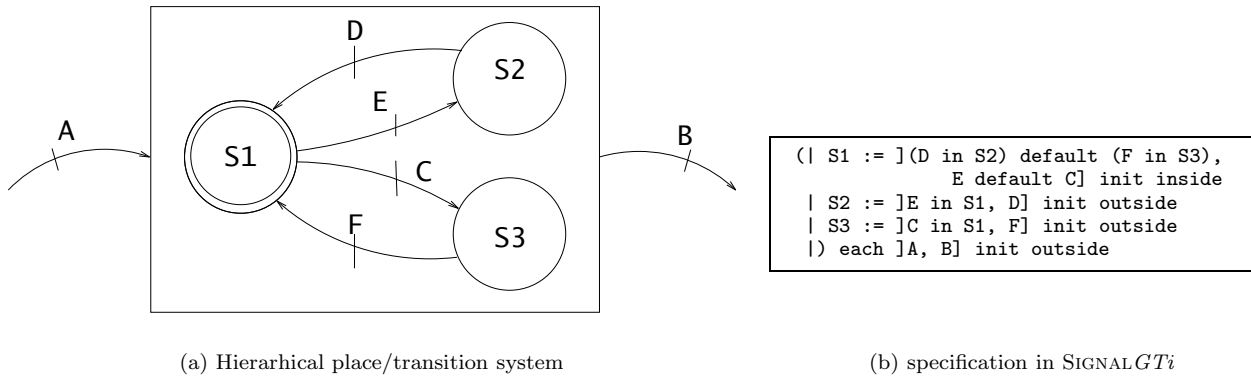 A
D
S2
E
S1
C
F
S3
B
(| S1 := ](D in S2) default (F in S3),
E default C] init inside
| S2 := ]E in S1, D] init outside
| S3 := ]C in S1, F] init outside
|) each ]A, B] init outside
(a) Hierarhical place/transition system
(b) specification in SIGNALGTi